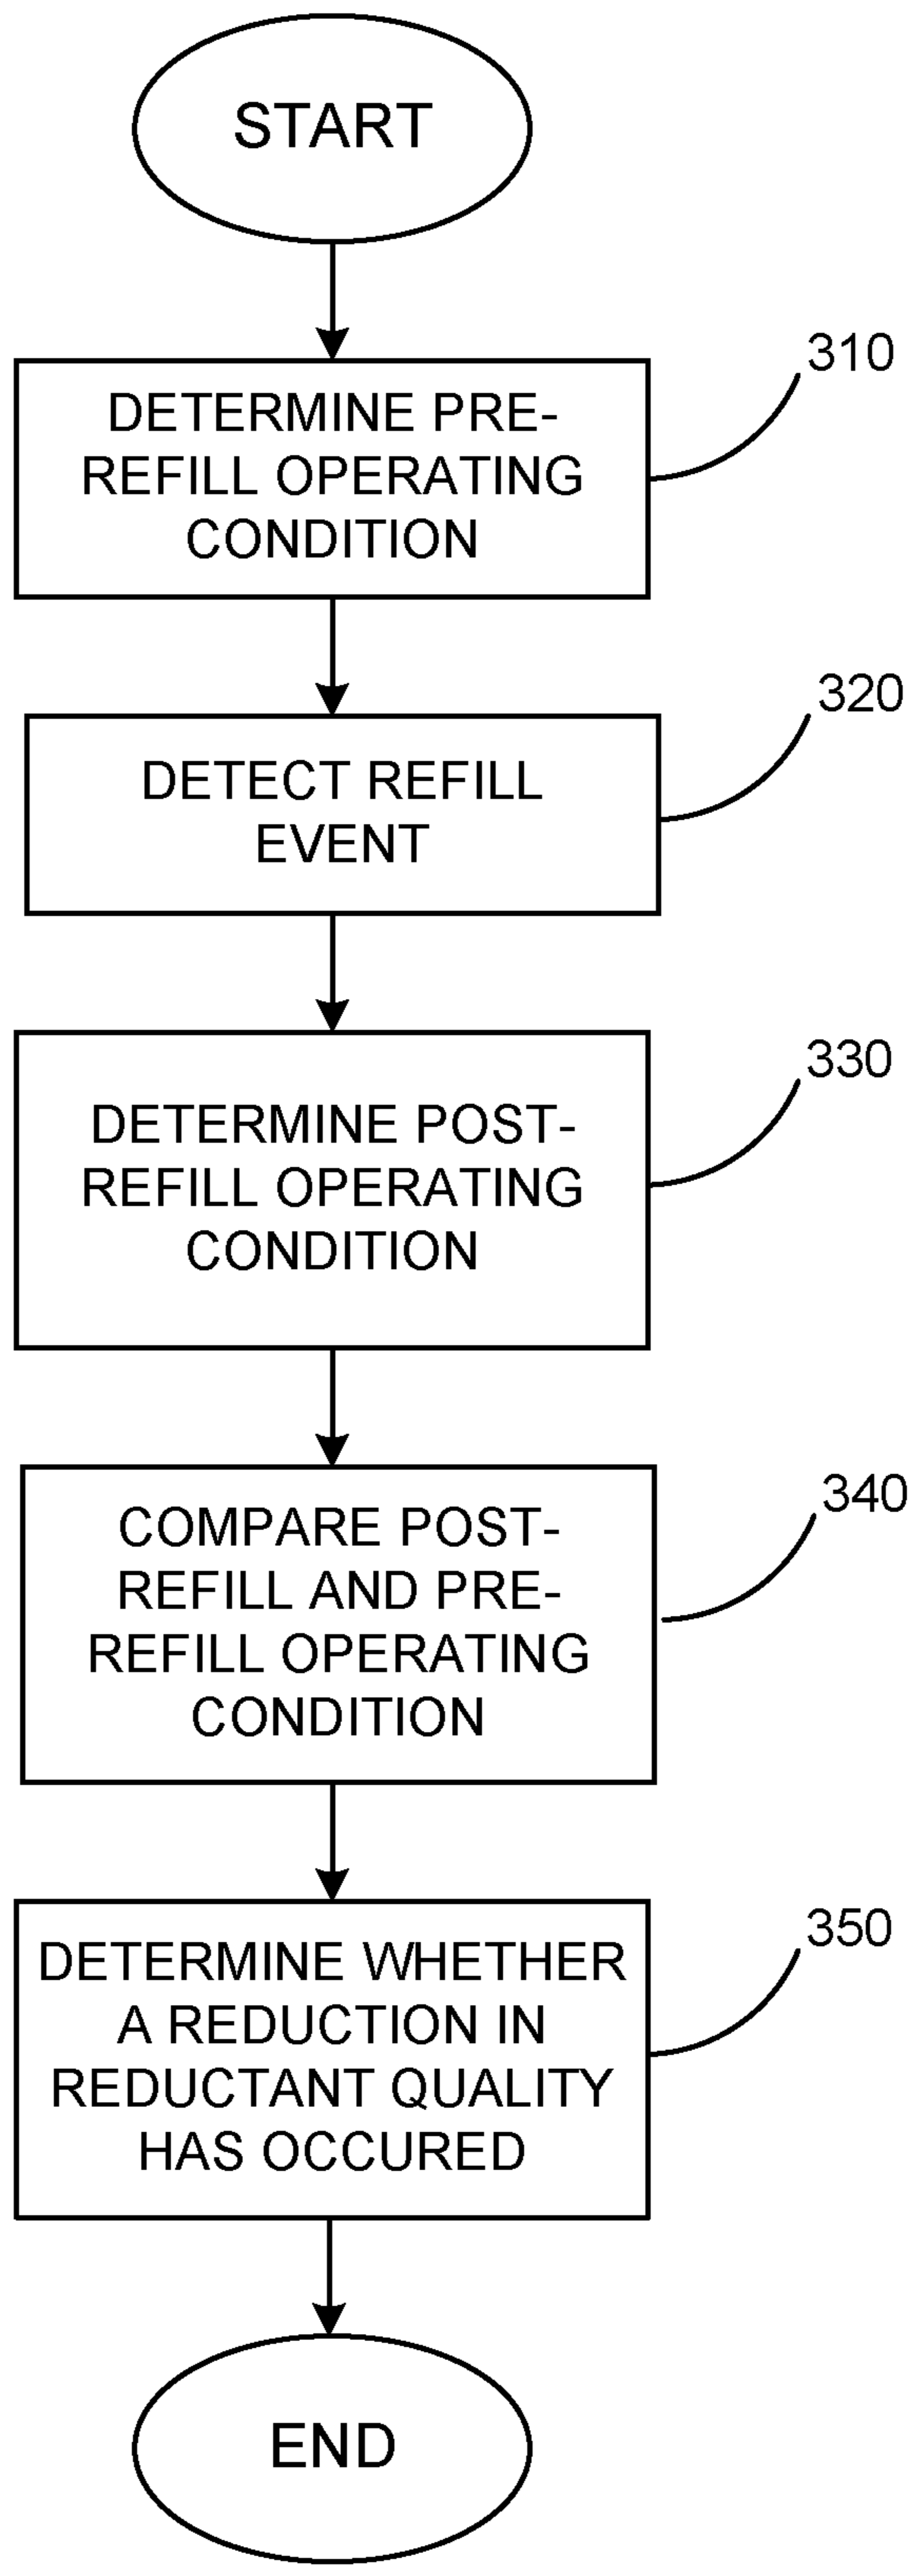 START
310
DETERMINE PRE-
REFILL OPERATING
CONDITION
320
DETECT REFILL
EVENT
330
DETERMINE POST-
REFILL OPERATING
CONDITION
340
COMPARE POST-
REFILL AND PRE-
REFILL OPERATING
CONDITION
350
DETERMINE WHETHER
A REDUCTION IN
REDUCTANT QUALITY
HAS OCCURED
END